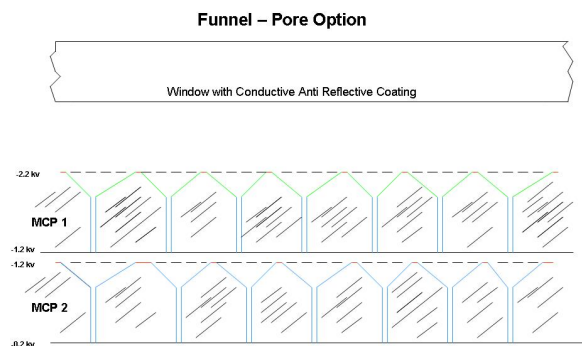 Funnel – Pore Option
Window with Conductive Anti Reflective Coating
-2.2 kv
MCP 1
-1.2 kv
-1.2 kv
MCP 2
-0.2 kv